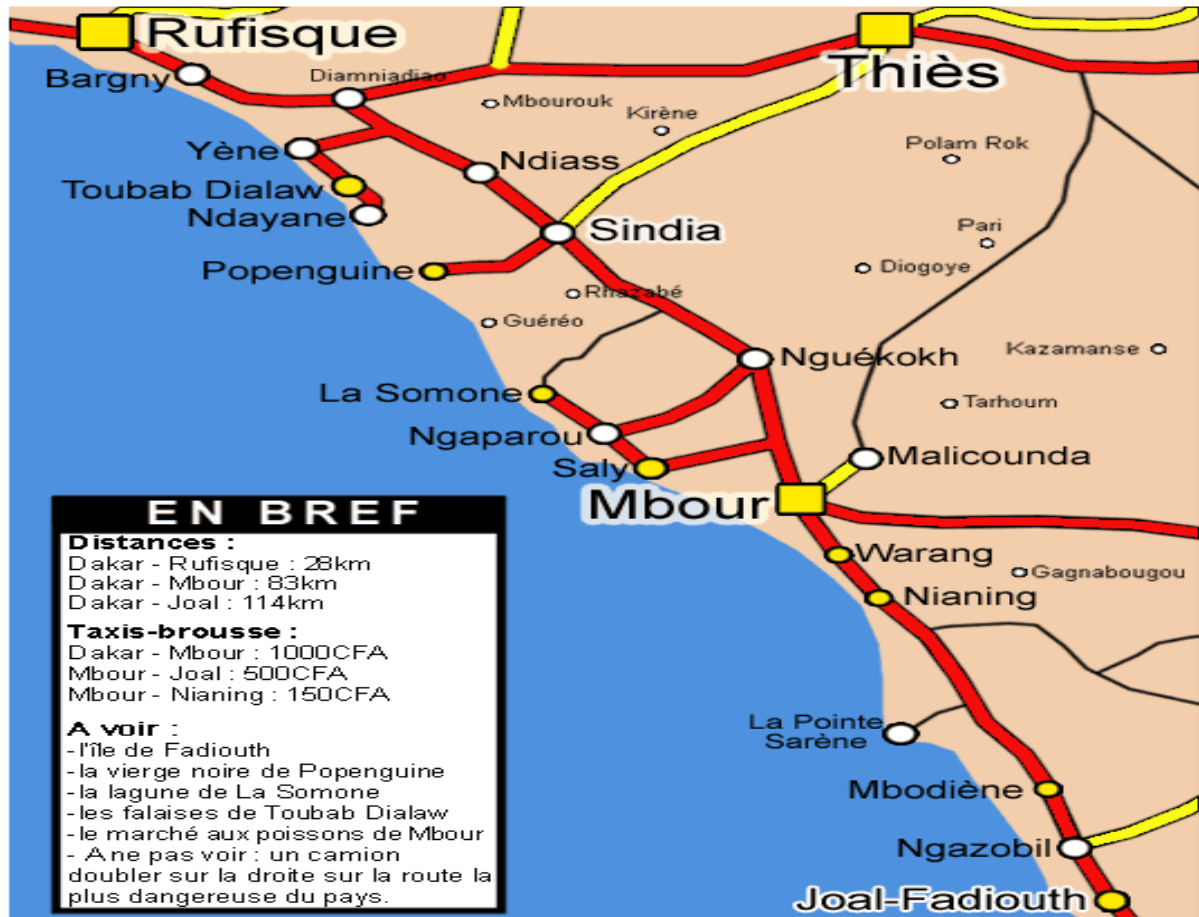 Rufisque
Thiès
Bargny
Diamniadiao
Mbourouk
Kirène
Yène
Ndiass
Polam Rok
Toubab Dialaw
Ndayane
Sindia
Pari
Popenguine
Diogoye
Rhazabé
Guéréo
Nguékokh
Kazamanse
La Somone
Tarhoum
Ngaparou
Saly
Malicounda
Mbour
EN BREF
Distances :
Dakar - Rufisque : 28km
Dakar - Mbour : 83km
Dakar - Joal : 114km
Taxis-brousse :
Dakar - Mbour : 1000CFA
Mbour - Joal : 500CFA
Mbour - Nianing : 150CFA
A voir :
-l'île de Fadiouth
-la vierge noire de Popenguine
-la lagune de La Somone
-les falaises de Toubab Dialaw
-le marché aux poissons de Mbour
- A ne pas voir : un camion
doubler sur la droite sur la route la
plus dangereuse du pays.
Warang
Gagnabougou
Nianing
La Pointe
Sarène
Mbodiène
Ngazobil
Joal-Fadiouth